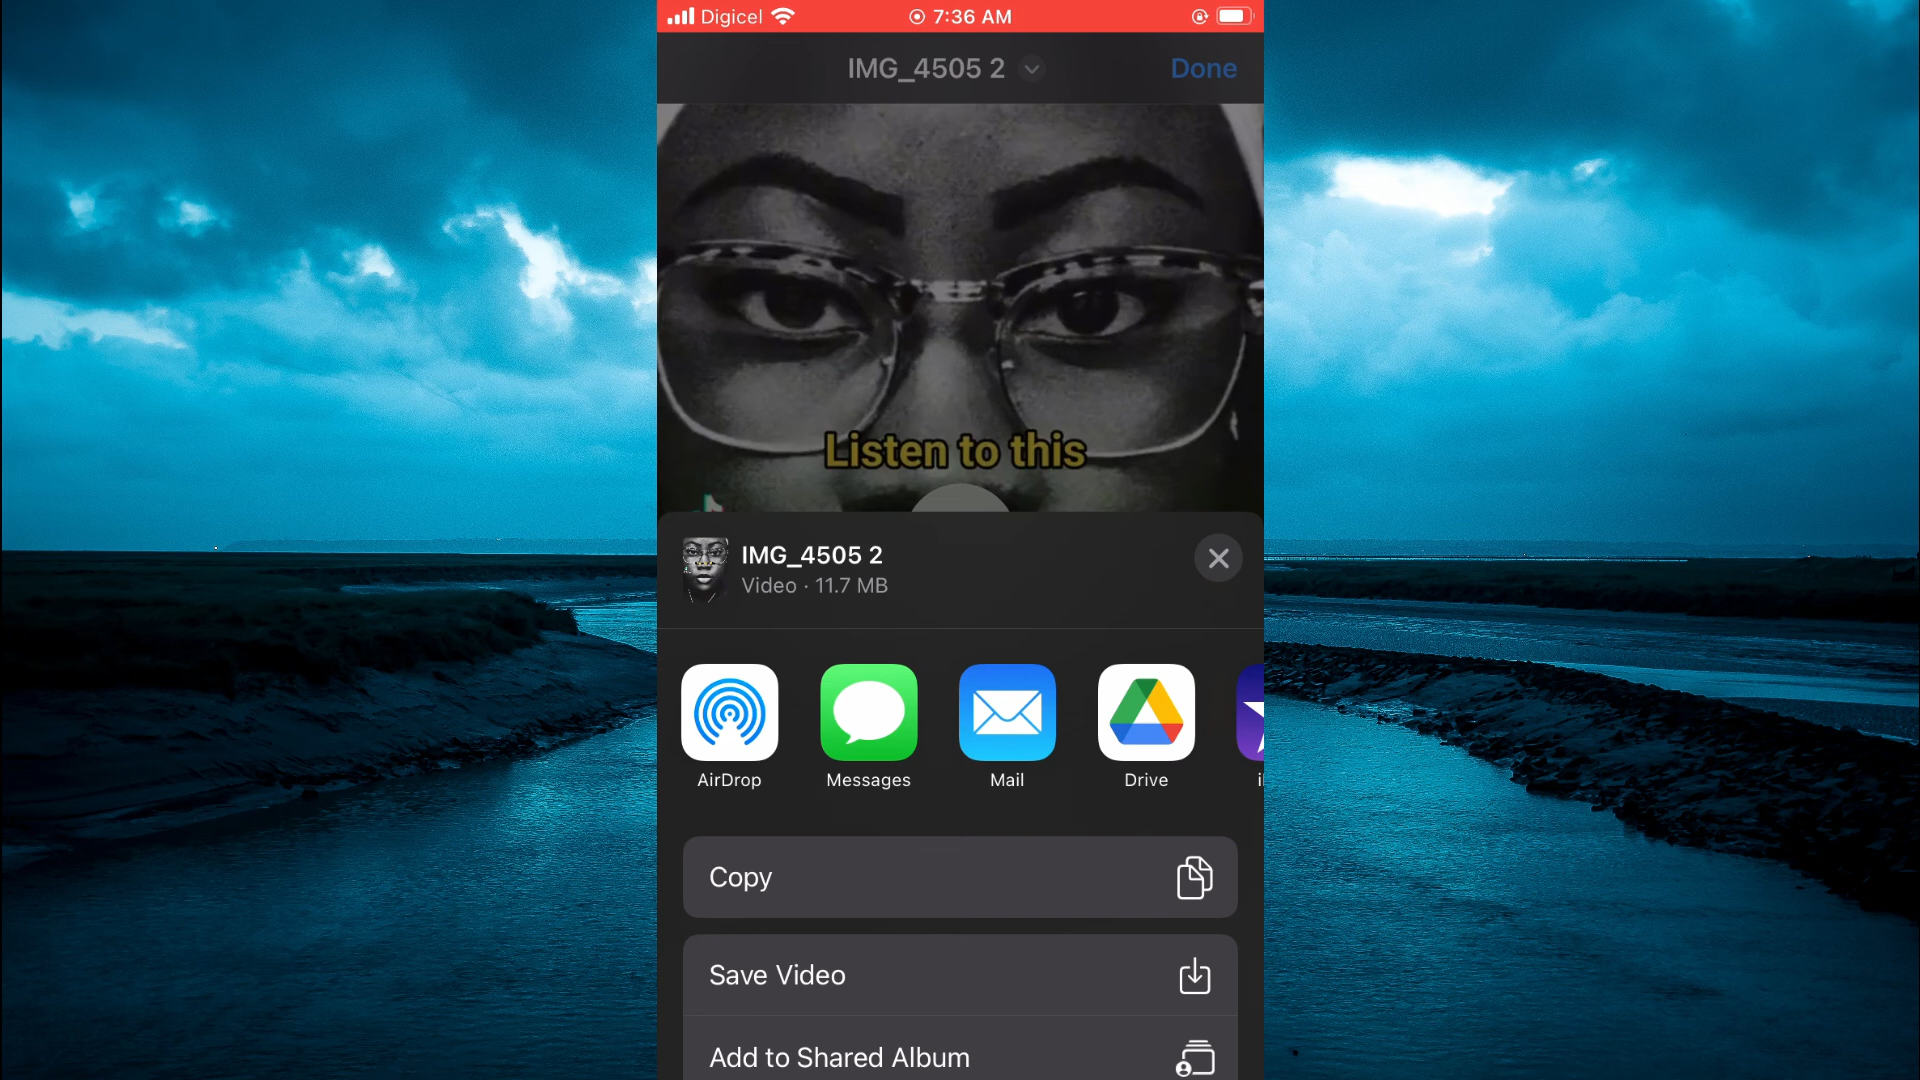 Digicel 7:36 AM
IMG_4505 2
Done
Listen to this
IMG_4505 2
Video · 11.7 MB
AirDrop
Messages
Mail
Drive
Copy
Save Video
Add to Shared Album